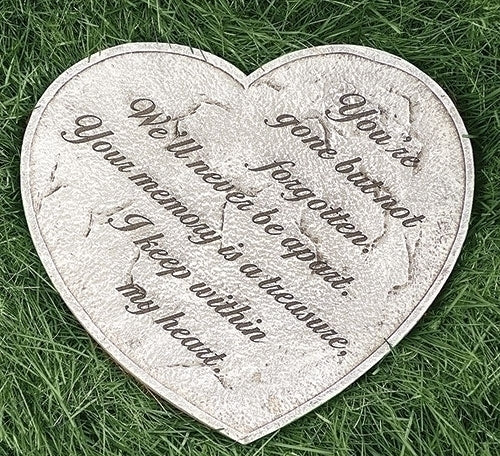 You're
gone but not
forgotten.
We'll never be apart.
Your memory is a treasure,
I keep within
my heart.